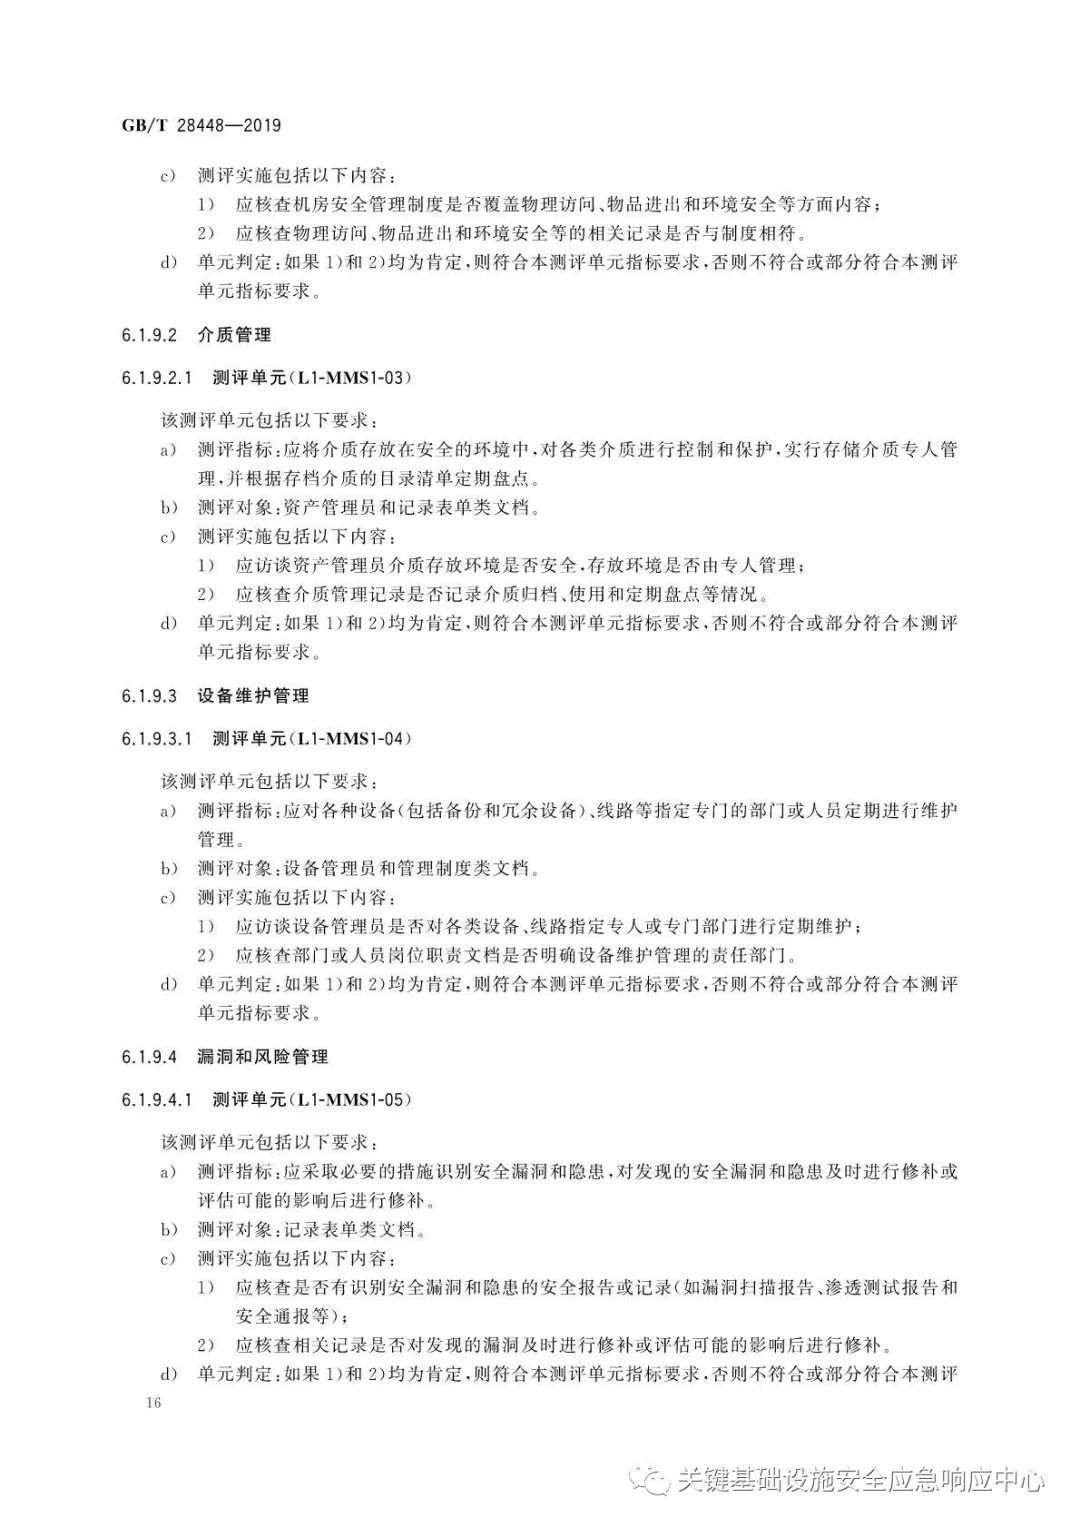 GB/T 28448—2019
c) 测评实施包括以下内容:
1) 应核查机房安全管理制度是否覆盖物理访问、物品进出和环境安全等方面内容;
2) 应核查物理访问、物品进出和环境安全等的相关记录是否与制度相符。
d) 单元判定:如果 1)和 2)均为肯定,则符合本测评单元指标要求,否则不符合或部分符合本测评
单元指标要求。
6.1.9.2 介质管理
6.1.9.2.1 测评单元(L1-MMS1-03)
该测评单元包括以下要求:
a) 测评指标:应将介质存放在安全的环境中,对各类介质进行控制和保护,实行存储介质专人管
理,并根据存档介质的目录清单定期盘点。
b) 测评对象:资产管理员和记录表单类文档。
c) 测评实施包括以下内容:
1) 应访谈资产管理员介质存放环境是否安全,存放环境是否由专人管理;
2) 应核查介质管理记录是否记录介质归档、使用和定期盘点等情况。
d) 单元判定:如果 1)和 2)均为肯定,则符合本测评单元指标要求,否则不符合或部分符合本测评
单元指标要求。
6.1.9.3 设备维护管理
6.1.9.3.1 测评单元(L1-MMS1-04)
该测评单元包括以下要求:
a) 测评指标:应对各种设备(包括备份和冗余设备)、线路等指定专门的部门或人员定期进行维护
管理。
b) 测评对象:设备管理员和管理制度类文档。
c) 测评实施包括以下内容:
1) 应访谈设备管理员是否对各类设备、线路指定专人或专门部门进行定期维护;
2) 应核查部门或人员岗位职责文档是否明确设备维护管理的责任部门。
d) 单元判定:如果 1)和 2)均为肯定,则符合本测评单元指标要求,否则不符合或部分符合本测评
单元指标要求。
6.1.9.4 漏洞和风险管理
6.1.9.4.1 测评单元(L1-MMS1-05)
该测评单元包括以下要求:
a) 测评指标:应采取必要的措施识别安全漏洞和隐患,对发现的安全漏洞和隐患及时进行修补或
评估可能的影响后进行修补。
b) 测评对象:记录表单类文档。
c) 测评实施包括以下内容:
1) 应核查是否有识别安全漏洞和隐患的安全报告或记录(如漏洞扫描报告、渗透测试报告和
安全通报等);
2) 应核查相关记录是否对发现的漏洞及时进行修补或评估可能的影响后进行修补。
d) 单元判定:如果 1)和 2)均为肯定,则符合本测评单元指标要求,否则不符合或部分符合本测评
16
关键基础设施安全应急响应中心